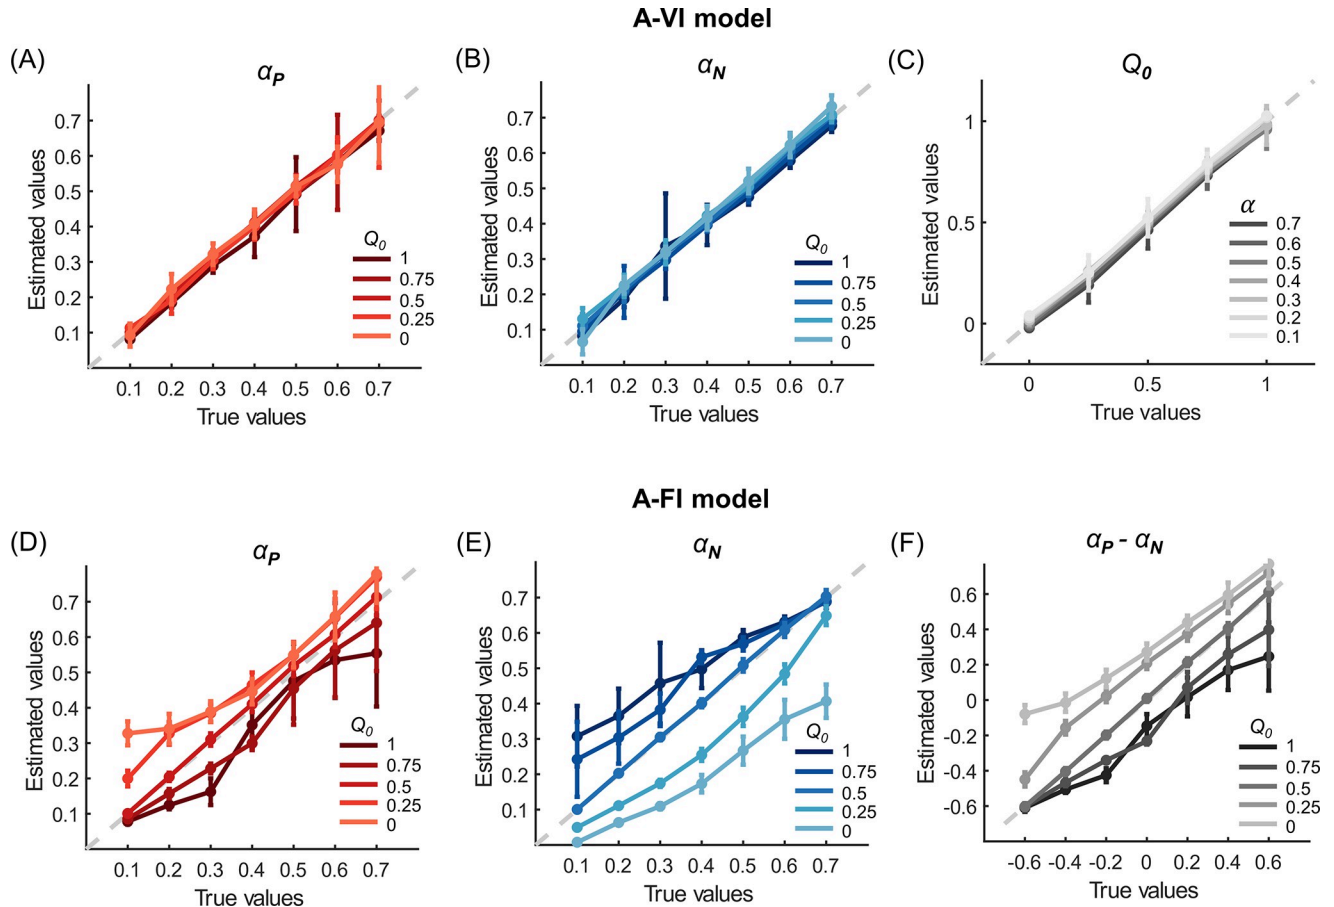 A-VI model
(A)
α_P
Estimated values
0.7
0.6
0.5
0.4
0.3
0.2
0.1
Q_0
1
0.75
0.5
0.25
0
0.1 0.2 0.3 0.4 0.5 0.6 0.7
True values
(B)
α_N
Estimated values
0.7
0.6
0.5
0.4
0.3
0.2
0.1
Q_0
1
0.75
0.5
0.25
0
0.1 0.2 0.3 0.4 0.5 0.6 0.7
True values
(C)
Q_0
Estimated values
1
0.5
0
α
0.7
0.6
0.5
0.4
0.3
0.2
0.1
0 0.5 1
True values
A-FI model
(D)
α_P
Estimated values
0.7
0.6
0.5
0.4
0.3
0.2
0.1
Q_0
1
0.75
0.5
0.25
0
0.1 0.2 0.3 0.4 0.5 0.6 0.7
True values
(E)
α_N
Estimated values
0.7
0.6
0.5
0.4
0.3
0.2
0.1
Q_0
1
0.75
0.5
0.25
0
0.1 0.2 0.3 0.4 0.5 0.6 0.7
True values
(F)
α_P - α_N
Estimated values
0.6
0.4
0.2
0
-0.2
-0.4
-0.6
Q_0
1
0.75
0.5
0.25
0
-0.6 -0.4 -0.2 0 0.2 0.4 0.6
True values